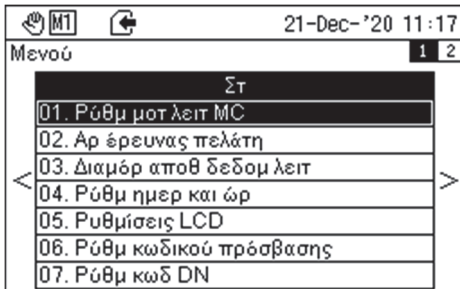 M1 21-Dec-'20 11:17
Μενού 1 2
Στ
01. Ρύθμ μοτ λειτ MC
02. Αρ έρευνας πελάτη
03. Διαμόρ αποθ δεδομ λειτ
04. Ρύθμ ημερ και ώρ
05. Ρυθμίσεις LCD
06. Ρύθμ κωδικού πρόσβασης
07. Ρύθμ κωδ DN